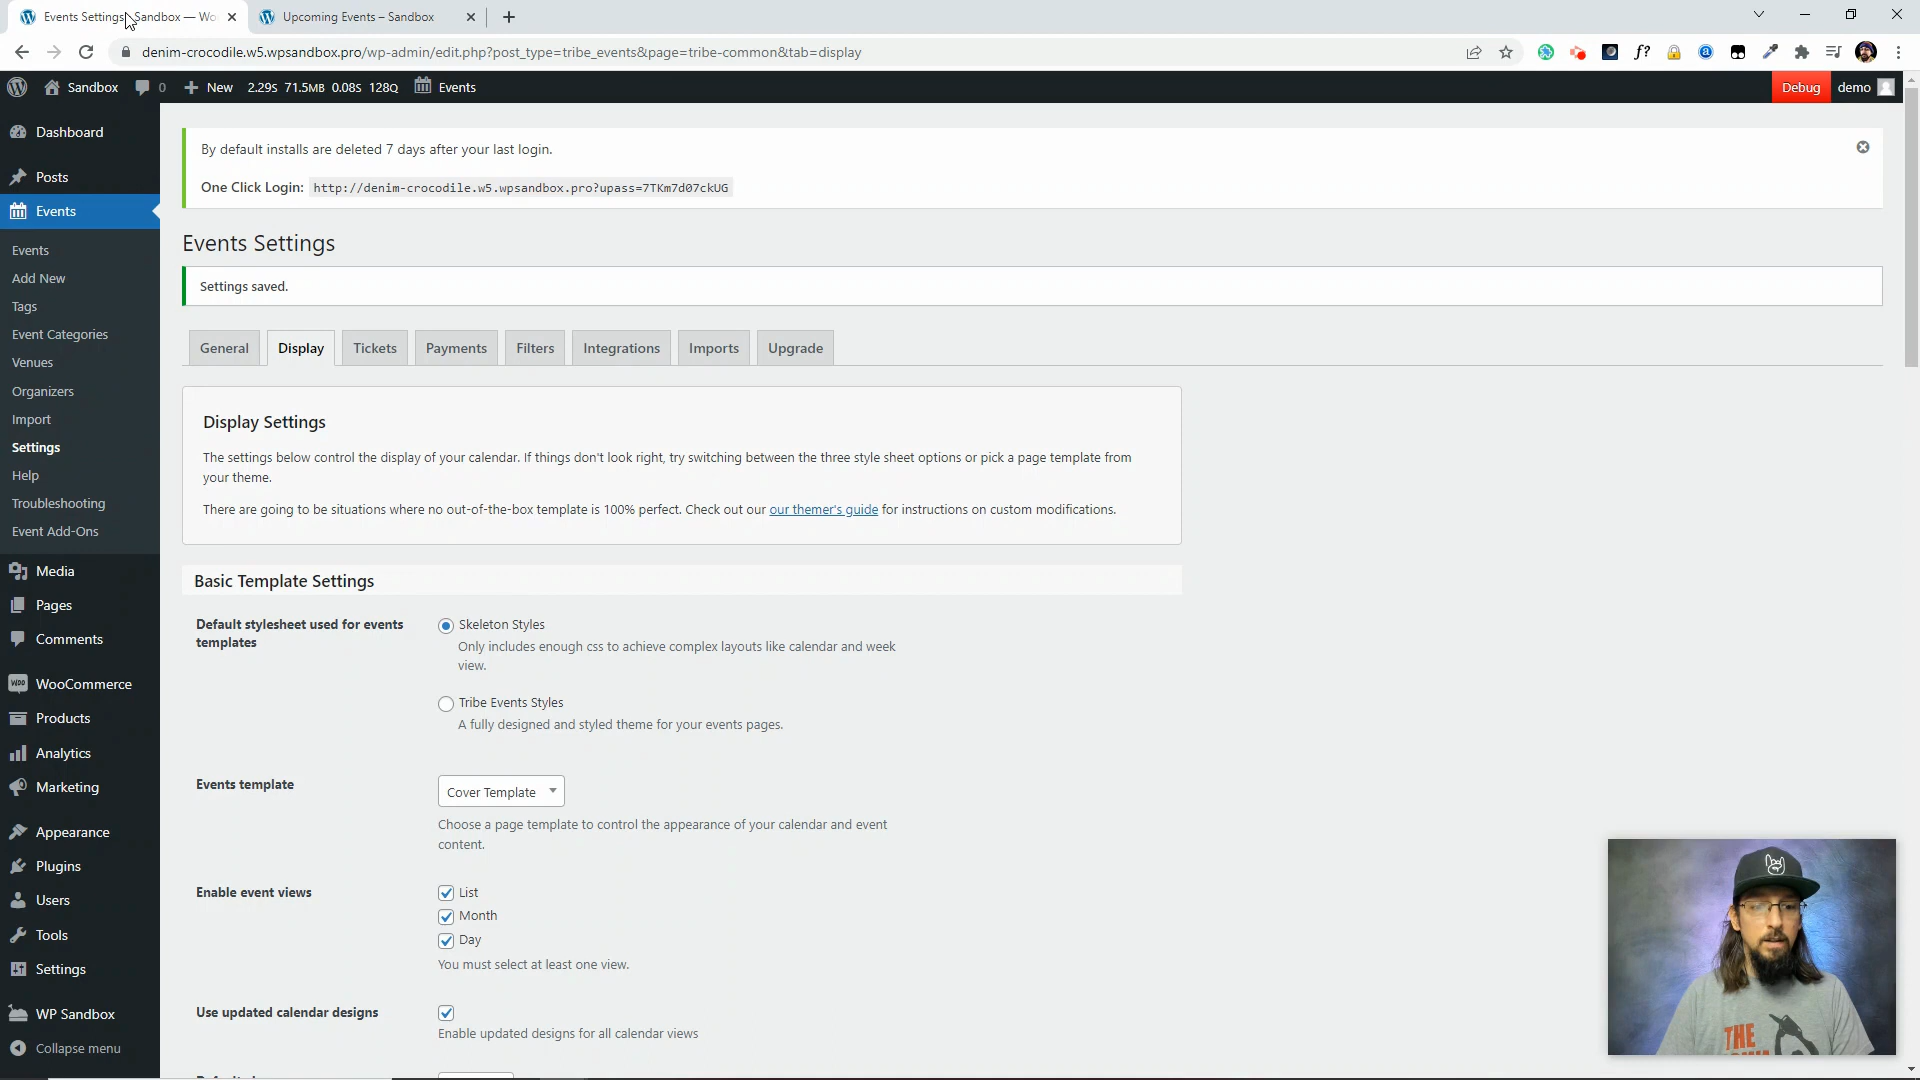 Events Settings ‹ Sandbox — Wo
Upcoming Events – Sandbox
denim-crocodile.w5.wpsandbox.pro/wp-admin/edit.php?post_type=tribe_events&page=tribe-common&tab=display
Sandbox
0
New
2.29S 71.5MB 0.08S 128Q
Events
Debug
demo
Dashboard
Posts
Events
Events
Add New
Tags
Event Categories
Venues
Organizers
Import
Settings
Help
Troubleshooting
Event Add-Ons
Media
Pages
Comments
WooCommerce
Products
Analytics
Marketing
Appearance
Plugins
Users
Tools
Settings
WP Sandbox
Collapse menu
By default installs are deleted 7 days after your last login.
One Click Login: http://denim-crocodile.w5.wpsandbox.pro?upass=7TKm7d07ckUG
Events Settings
Settings saved.
General
Display
Tickets
Payments
Filters
Integrations
Imports
Upgrade
Display Settings
The settings below control the display of your calendar. If things don't look right, try switching between the three style sheet options or pick a page template from
your theme.
There are going to be situations where no out-of-the-box template is 100% perfect. Check out our our themer's guide for instructions on custom modifications.
Basic Template Settings
Default stylesheet used for events
templates
Skeleton Styles
Only includes enough css to achieve complex layouts like calendar and week
view.
Tribe Events Styles
A fully designed and styled theme for your events pages.
Events template
Cover Template
Choose a page template to control the appearance of your calendar and event
content.
Enable event views
List
Month
Day
You must select at least one view.
Use updated calendar designs
Enable updated designs for all calendar views
THE